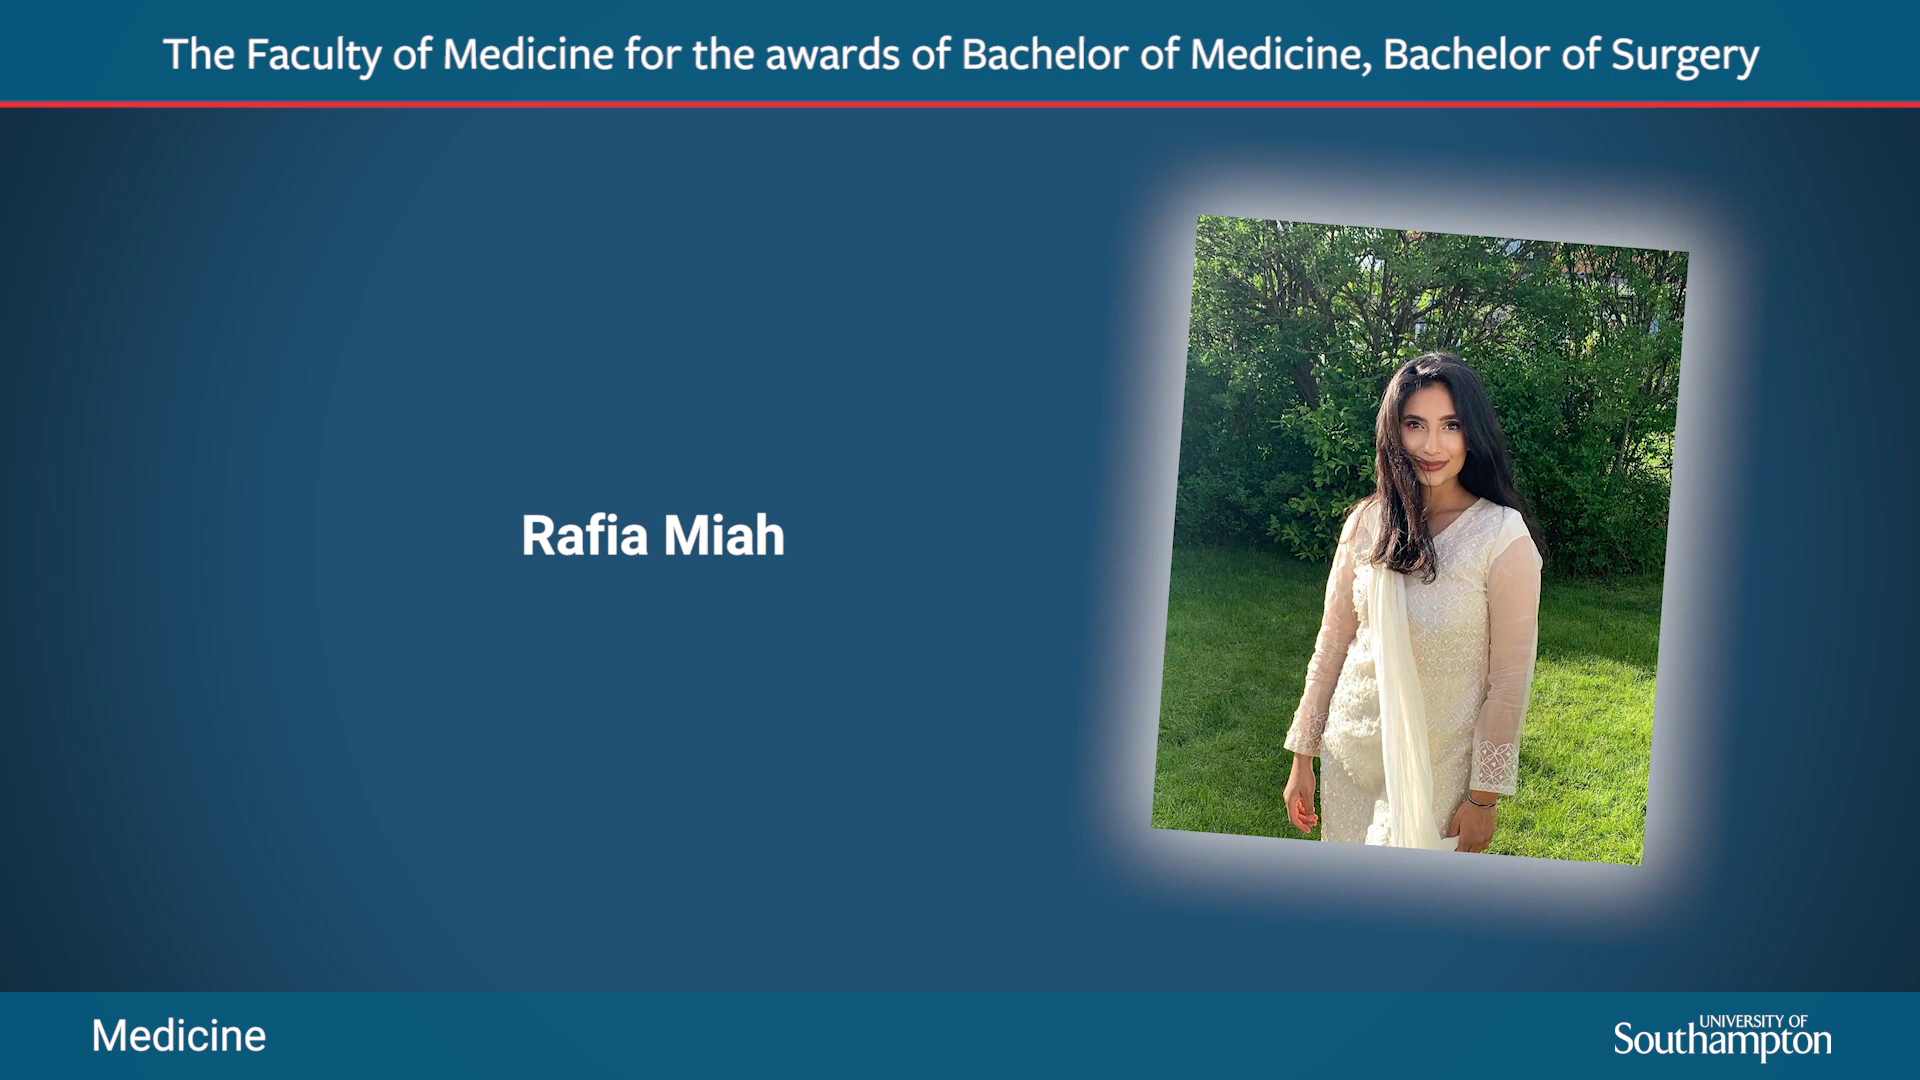 The Faculty of Medicine for the awards of Bachelor of Medicine, Bachelor of Surgery
Rafia Miah
Medicine
UNIVERSITY OF
Southampton